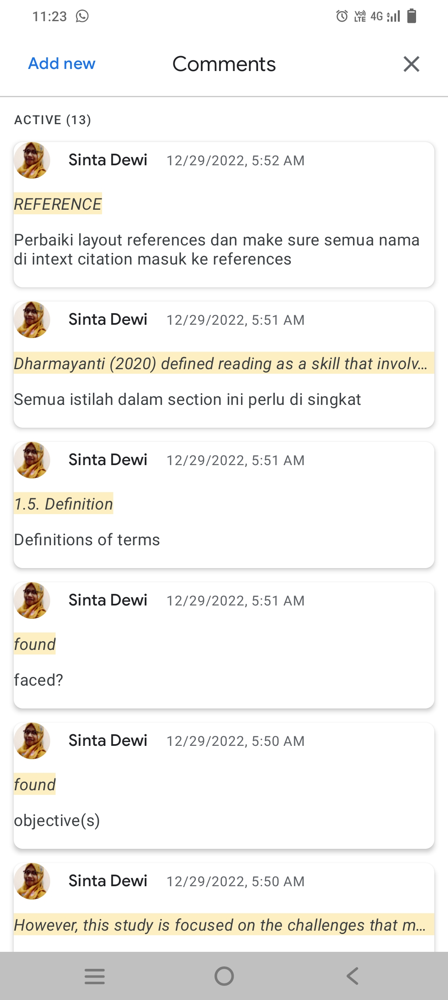 11:23
Vo)) LTE 4G
Add new
Comments
ACTIVE (13)
Sinta Dewi 12/29/2022, 5:52 AM
REFERENCE
Perbaiki layout references dan make sure semua nama
di intext citation masuk ke references
Sinta Dewi 12/29/2022, 5:51 AM
Dharmayanti (2020) defined reading as a skill that involv...
Semua istilah dalam section ini perlu di singkat
Sinta Dewi 12/29/2022, 5:51 AM
1.5. Definition
Definitions of terms
Sinta Dewi 12/29/2022, 5:51 AM
found
faced?
Sinta Dewi 12/29/2022, 5:50 AM
found
objective(s)
Sinta Dewi 12/29/2022, 5:50 AM
However, this study is focused on the challenges that m...